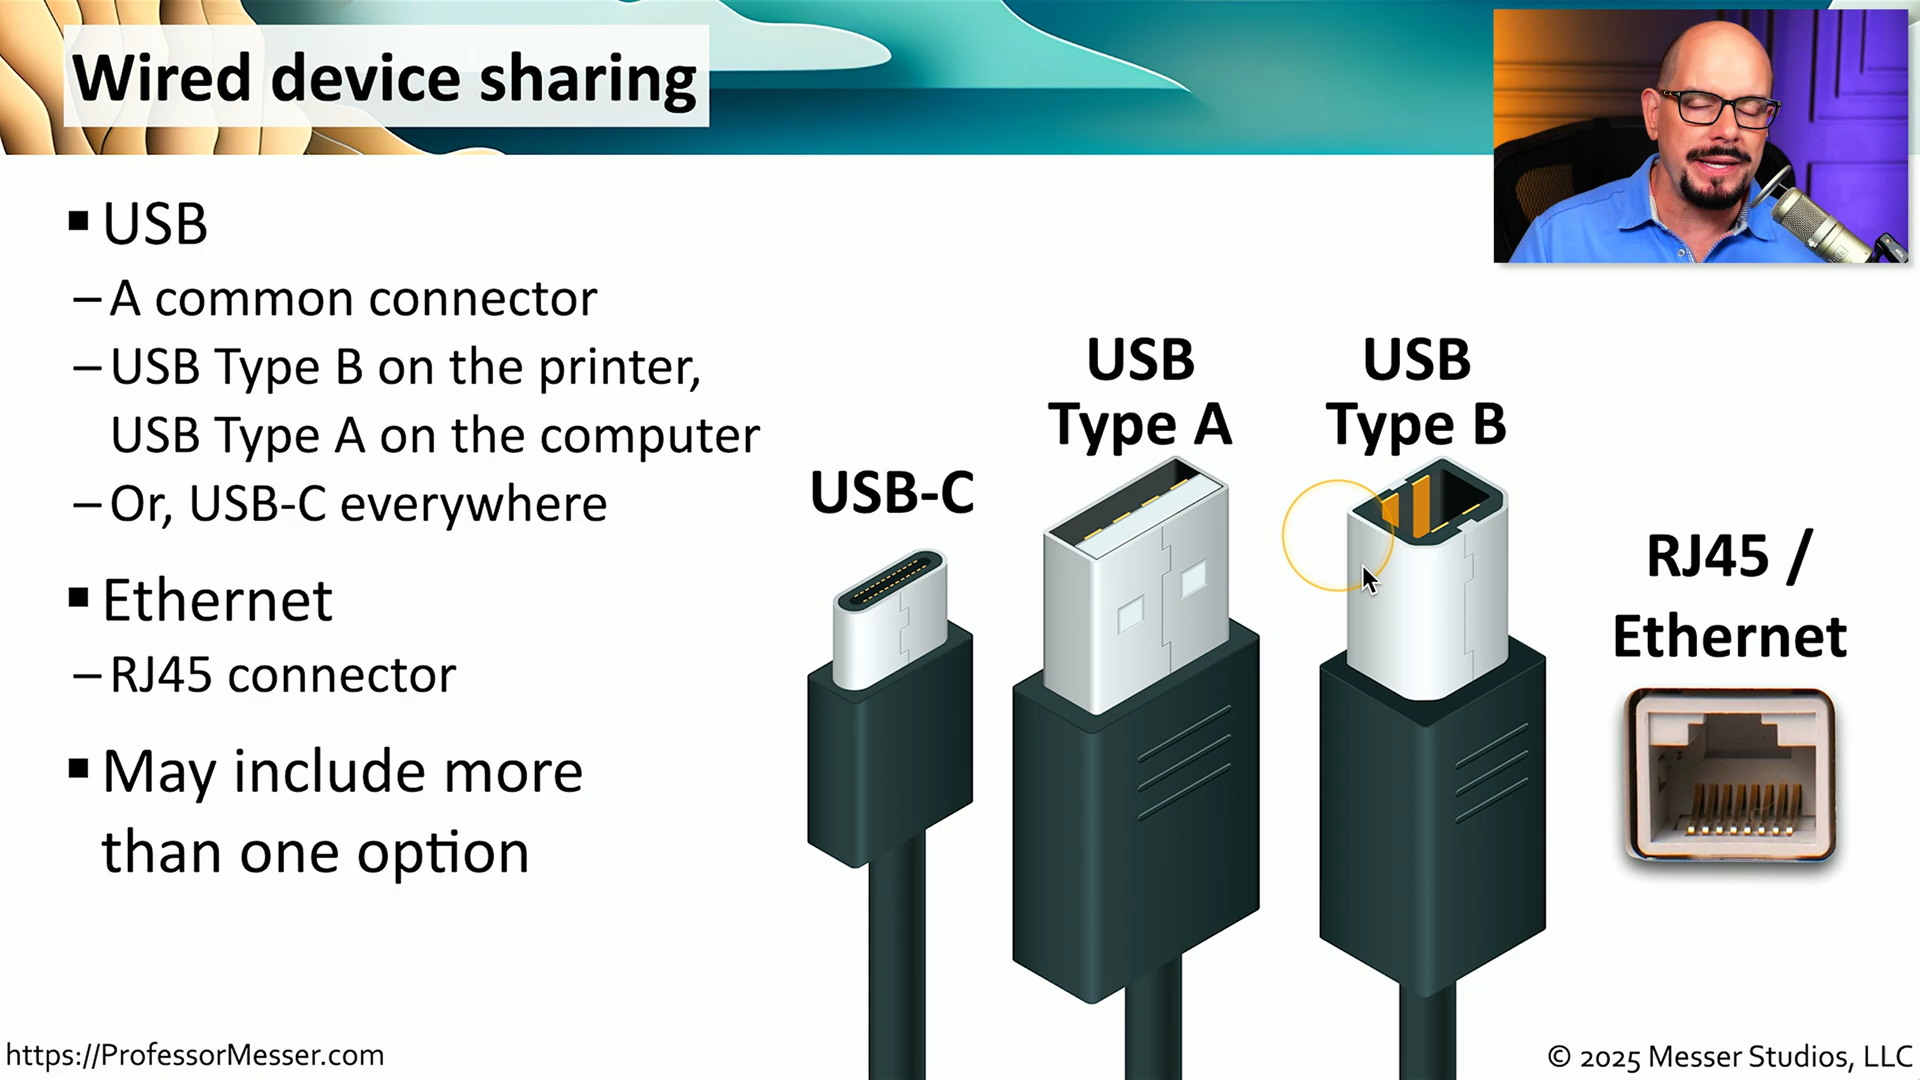 Wired device sharing
▪ USB
– A common connector
– USB Type B on the printer,
USB Type A on the computer
– Or, USB-C everywhere
▪ Ethernet
– RJ45 connector
▪ May include more
than one option
USB-C
USB
Type A
USB
Type B
RJ45 /
Ethernet
https://ProfessorMesser.com
© 2025 Messer Studios, LLC